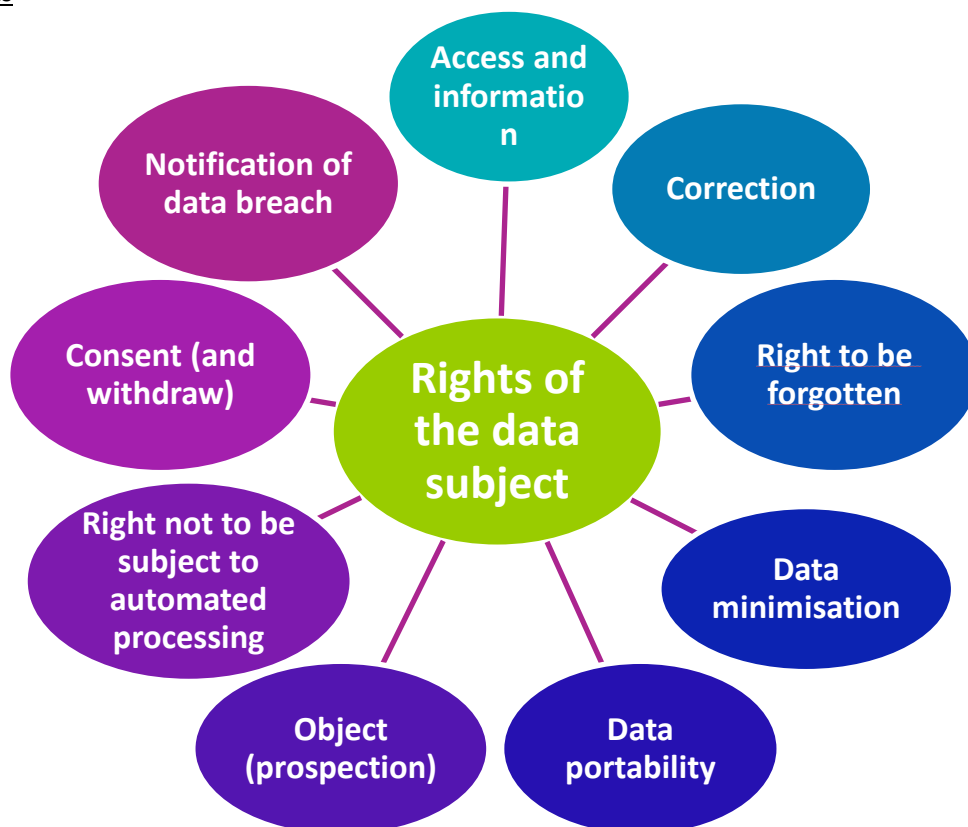 Access and
informatio
n
Correction
Right to be
forgotten
Data
minimisation
Data
portability
Object
(prospection)
Right not to be
subject to
automated
processing
Consent (and
withdraw)
Notification of
data breach
Rights of
the data
subject